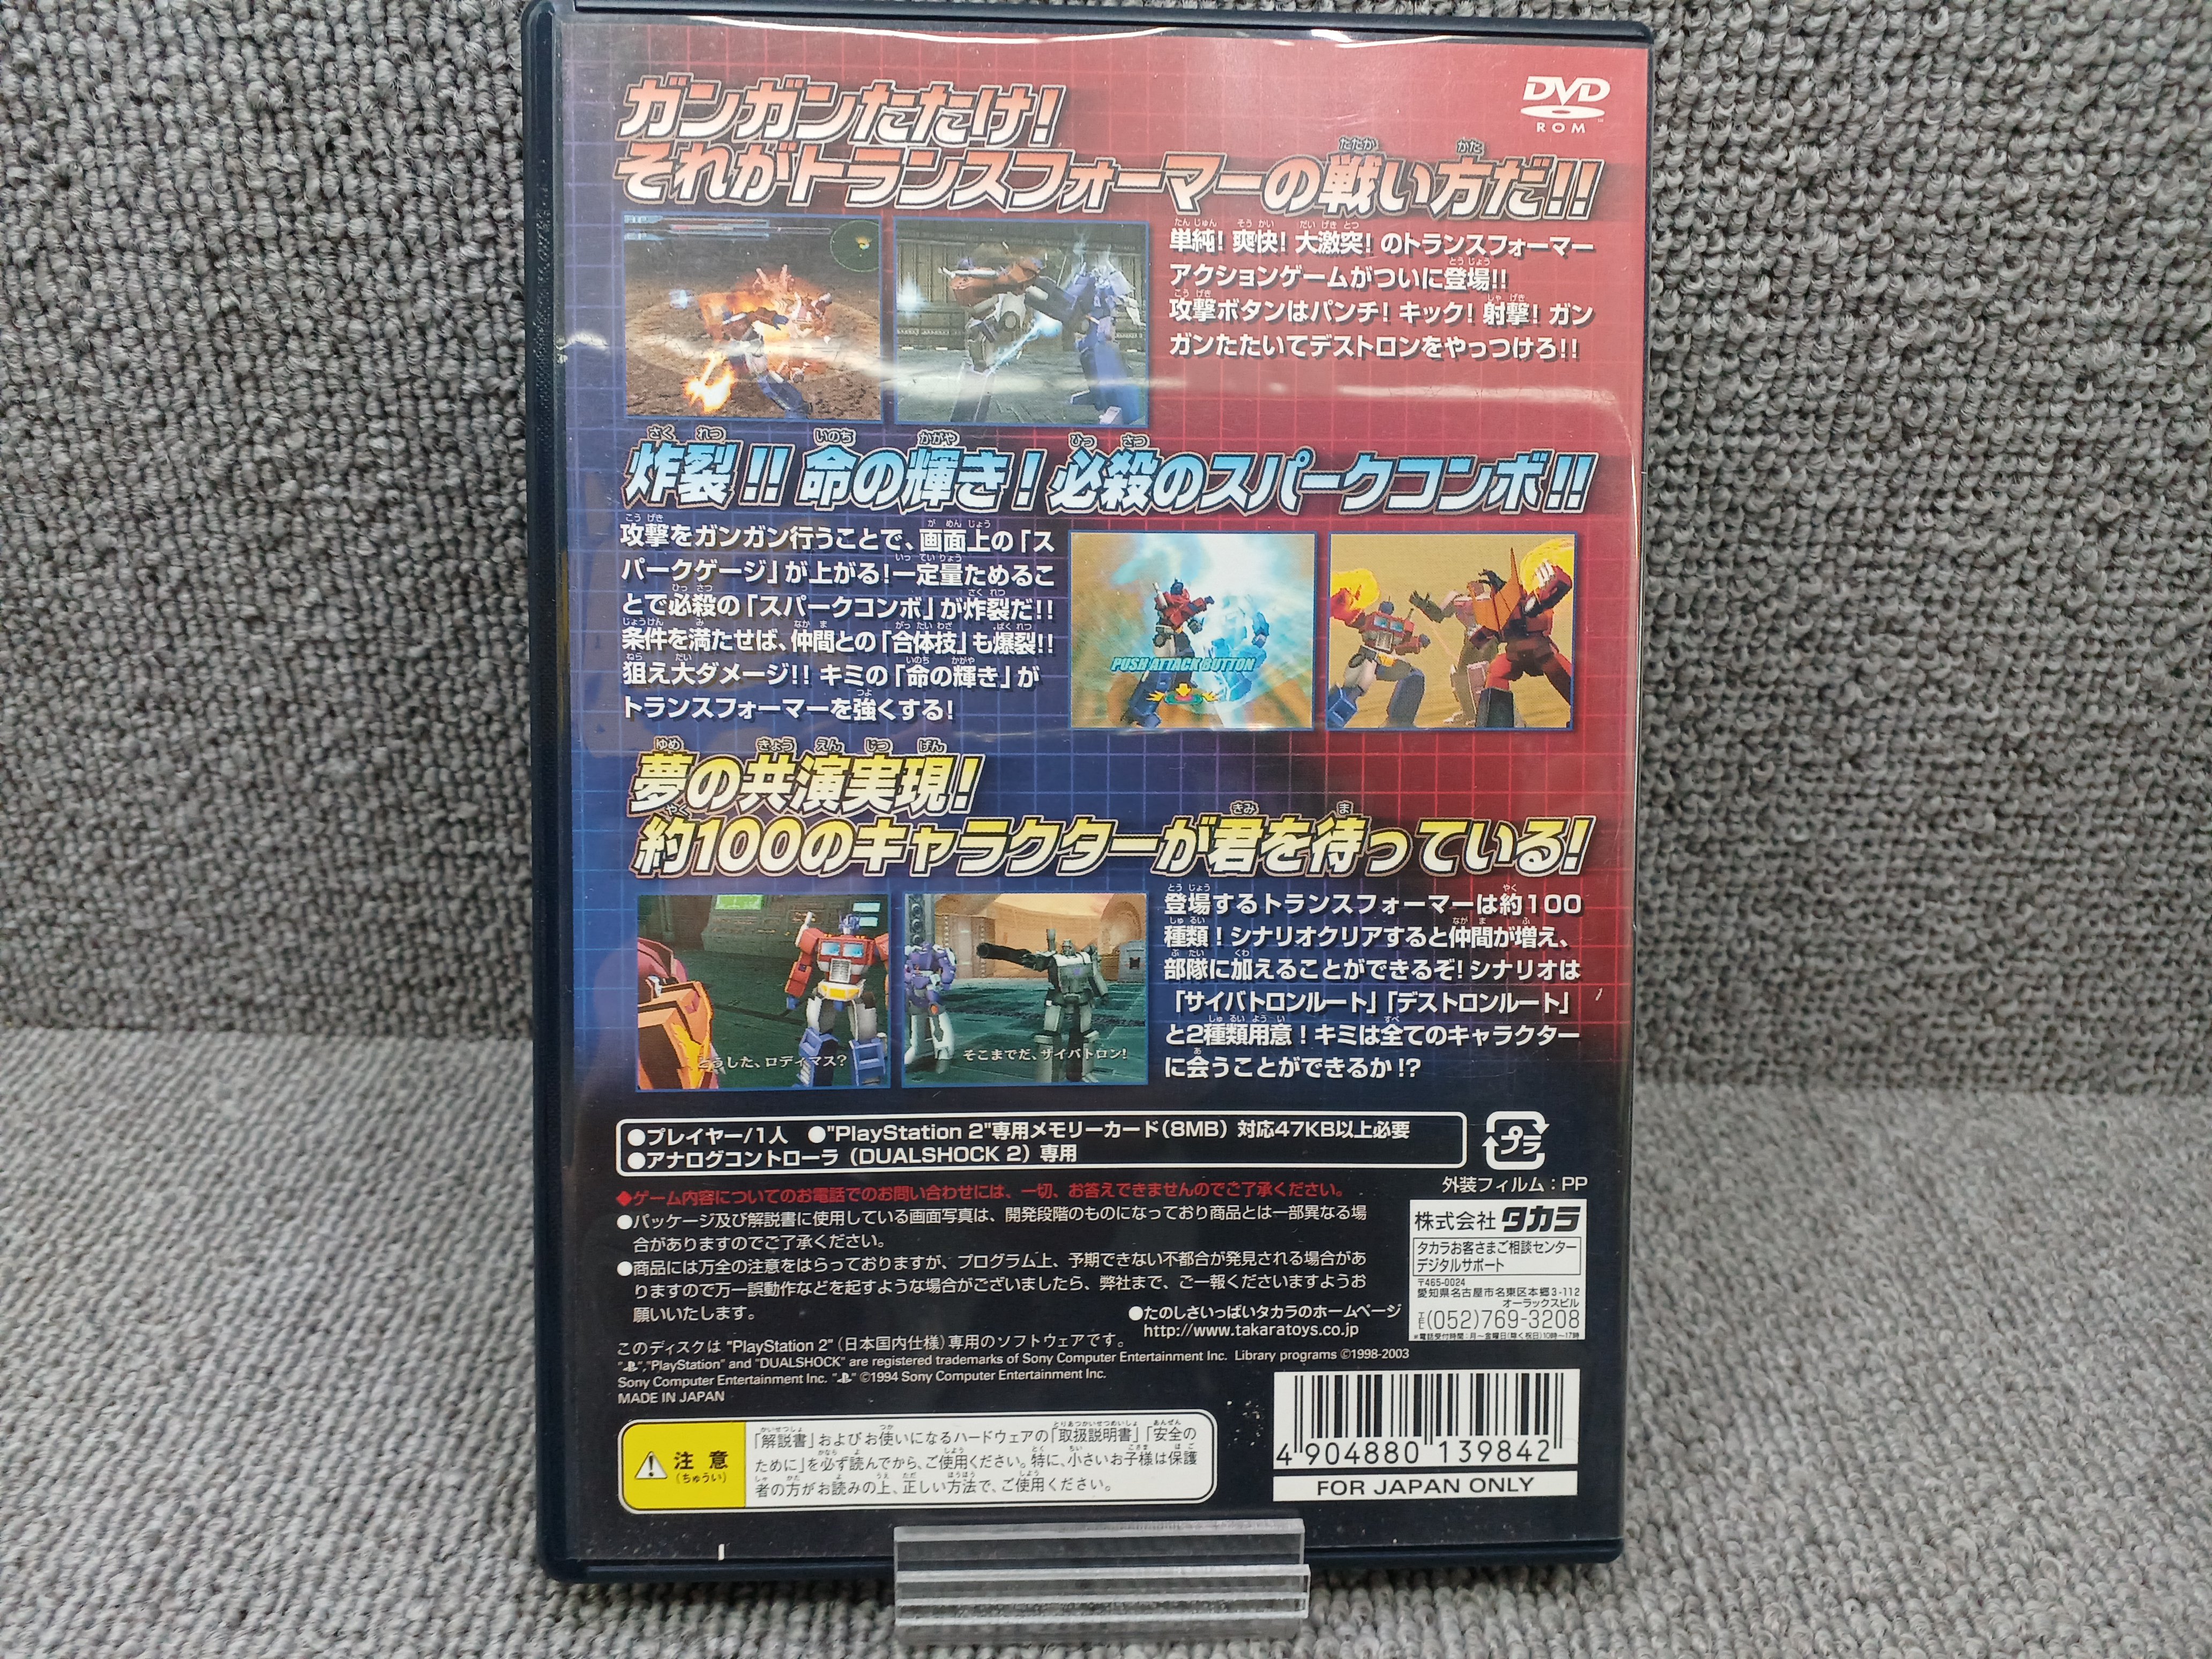 DVD
ROM
ガンガンたたけ!
それがトランスフォーマーの戦い方だ!!
単純! 爽快! 大激突! のトランスフォーマー
アクションゲームがついに登場!!
攻撃ボタンはパンチ! キック! 射撃! ガン
ガンたたいてデストロンをやっつけろ!!
炸裂!! 命の輝き! 必殺のスパークコンボ!!
攻撃をガンガン行うことで、画面上の「ス
パークゲージ」が上がる!一定量ためるこ
とで必殺の「スパークコンボ」が炸裂だ!!
条件を満たせば、仲間との「合体技」も爆裂!!
狙え大ダメージ!! キミの「命の輝き」が
トランスフォーマーを強くする!
PUSH ATTACK BUTTON
夢の共演実現!
約100のキャラクターが君を待っている!
どうした、ロディマス?
そこまでだ、サイバトロン!
登場するトランスフォーマーは約100
種類! シナリオクリアすると仲間が増え、
部隊に加えることができるぞ! シナリオは
「サイバトロンルート」「デストロンルート」
と2種類用意! キミは全てのキャラクター
に会うことができるか!?
●プレイヤー/1人 ●"PlayStation 2"専用メモリーカード(8MB) 対応47KB以上必要
●アナログコントローラ (DUALSHOCK 2) 専用
プラ
外装フィルム:PP
◆ゲーム内容についてのお電話でのお問い合わせには、一切、お答えできませんのでご了承ください。
●パッケージ及び解説書に使用している画面写真は、開発段階のものになっており商品とは一部異なる場
合がありますのでご了承ください。
●商品には万全の注意をはらっておりますが、プログラム上、予期できない不都合が発見される場合があ
りますので万一誤動作などを起すような場合がございましたら、弊社まで、ご一報くださいますようお
願いいたします。
●たのしさいっぱいタカラのホームページ
http://www.takaratoys.co.jp
株式会社 タカラ
タカラお客さまご相談センター
デジタルサポート
〒465-0024
愛知県名古屋市名東区本郷3-112
オーラックスビル
TEL(052)769-3208
※電話受付時間:月~金曜日(除く祝日)10時~17時
このディスクは "PlayStation 2" (日本国内仕様) 専用のソフトウェアです。
" ", "PlayStation" and "DUALSHOCK" are registered trademarks of Sony Computer Entertainment Inc. Library programs ©1998-2003
Sony Computer Entertainment Inc. " " ©1994 Sony Computer Entertainment Inc.
MADE IN JAPAN
注意
(ちゅうい)
「解説書」およびお使いになるハードウェアの「取扱説明書」「安全の
ために」を必ず読んでから、ご使用ください。特に、小さいお子様は保護
者の方がお読みの上、正しい方法で、ご使用ください。
4 904880 139842
FOR JAPAN ONLY